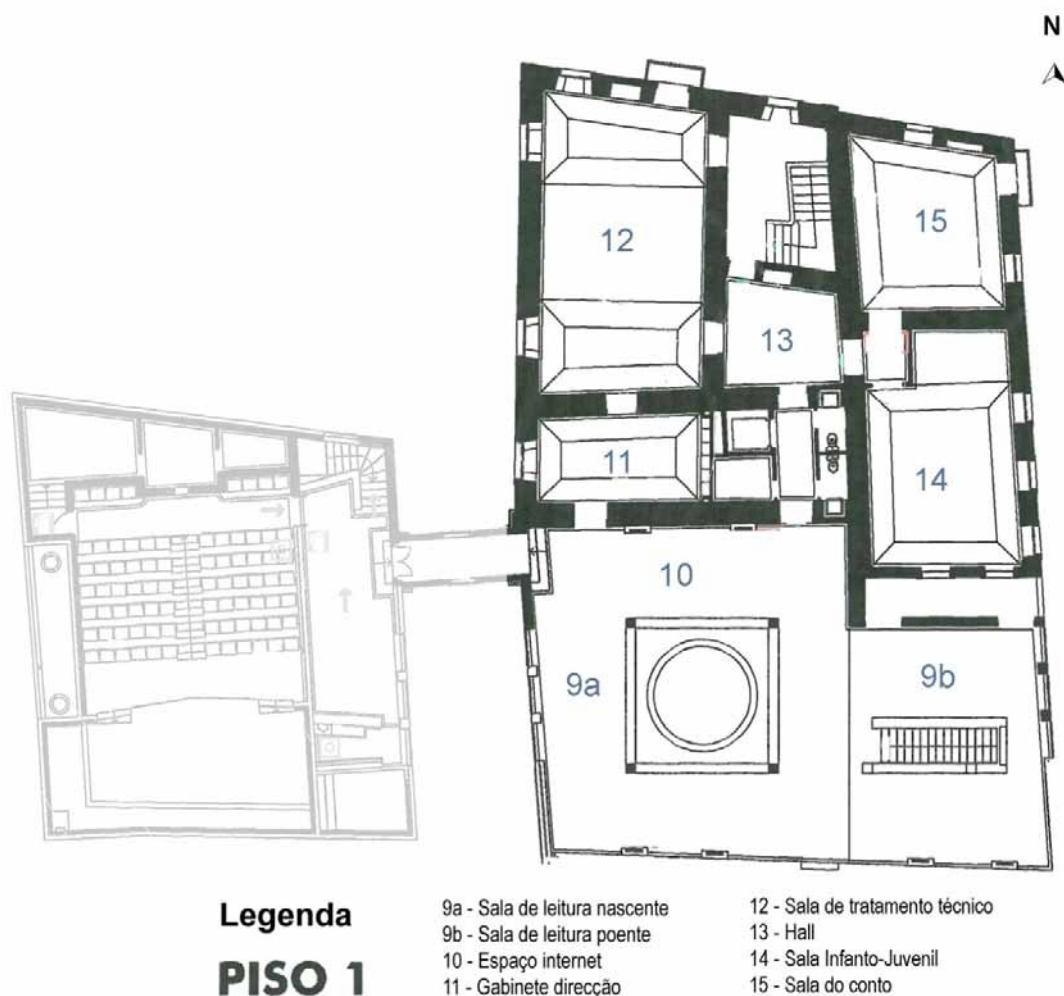 N
12
15
13
11
14
10
9a
9b
Legenda
PISO 1
9a - Sala de leitura nascente
9b - Sala de leitura poente
10 - Espaço internet
11 - Gabinete direcção
12 - Sala de tratamento técnico
13 - Hall
14 - Sala Infanto-Juvenil
15 - Sala do conto